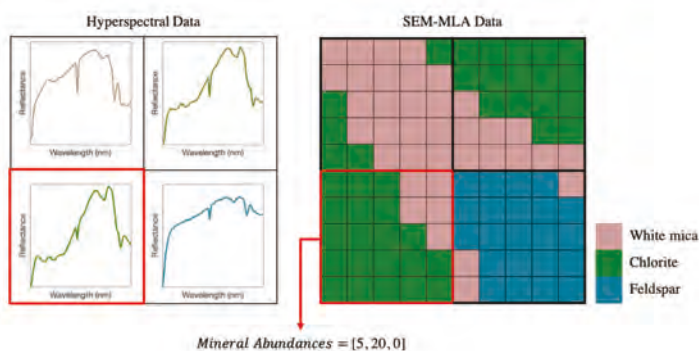 Hyperspectral Data
SEM-MLA Data
Reflectance
Wavelength (nm)
Reflectance
Wavelength (nm)
Reflectance
Wavelength (nm)
Reflectance
Wavelength (nm)
White mica
Chlorite
Feldspar
Mineral Abundances = [5, 20, 0]